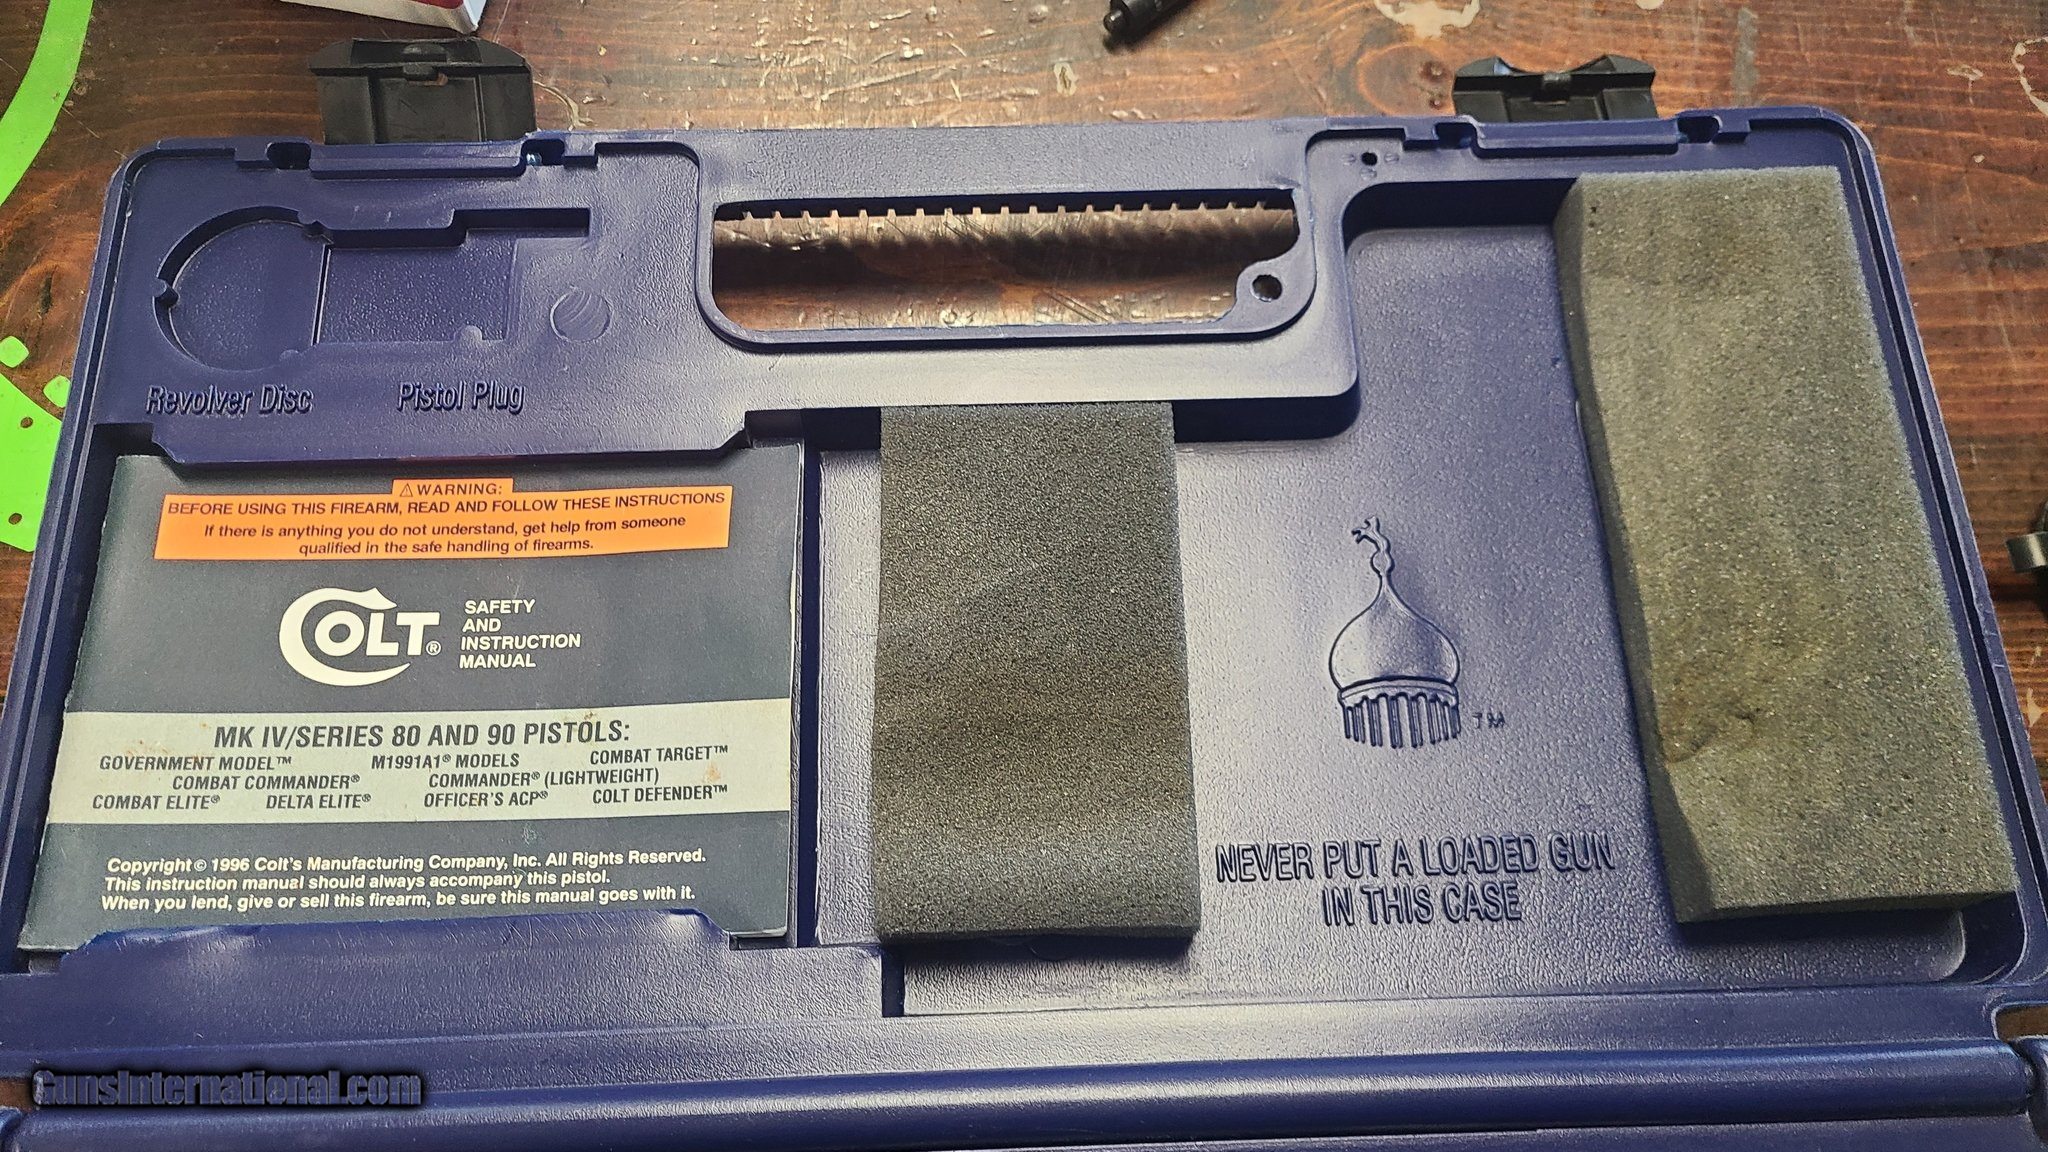 Revolver Disc
Pistol Plug
⚠ WARNING:
BEFORE USING THIS FIREARM, READ AND FOLLOW THESE INSTRUCTIONS
If there is anything you do not understand, get help from someone
qualified in the safe handling of firearms.
COLT®
SAFETY
AND
INSTRUCTION
MANUAL
MK IV/SERIES 80 AND 90 PISTOLS:
GOVERNMENT MODEL™ M1991A1® MODELS COMBAT TARGET™
COMBAT COMMANDER® COMMANDER® (LIGHTWEIGHT)
COMBAT ELITE® DELTA ELITE® OFFICER'S ACP® COLT DEFENDER™
Copyright © 1996 Colt's Manufacturing Company, Inc. All Rights Reserved.
This instruction manual should always accompany this pistol.
When you lend, give or sell this firearm, be sure this manual goes with it.
TM
NEVER PUT A LOADED GUN
IN THIS CASE
GunsInternational.com